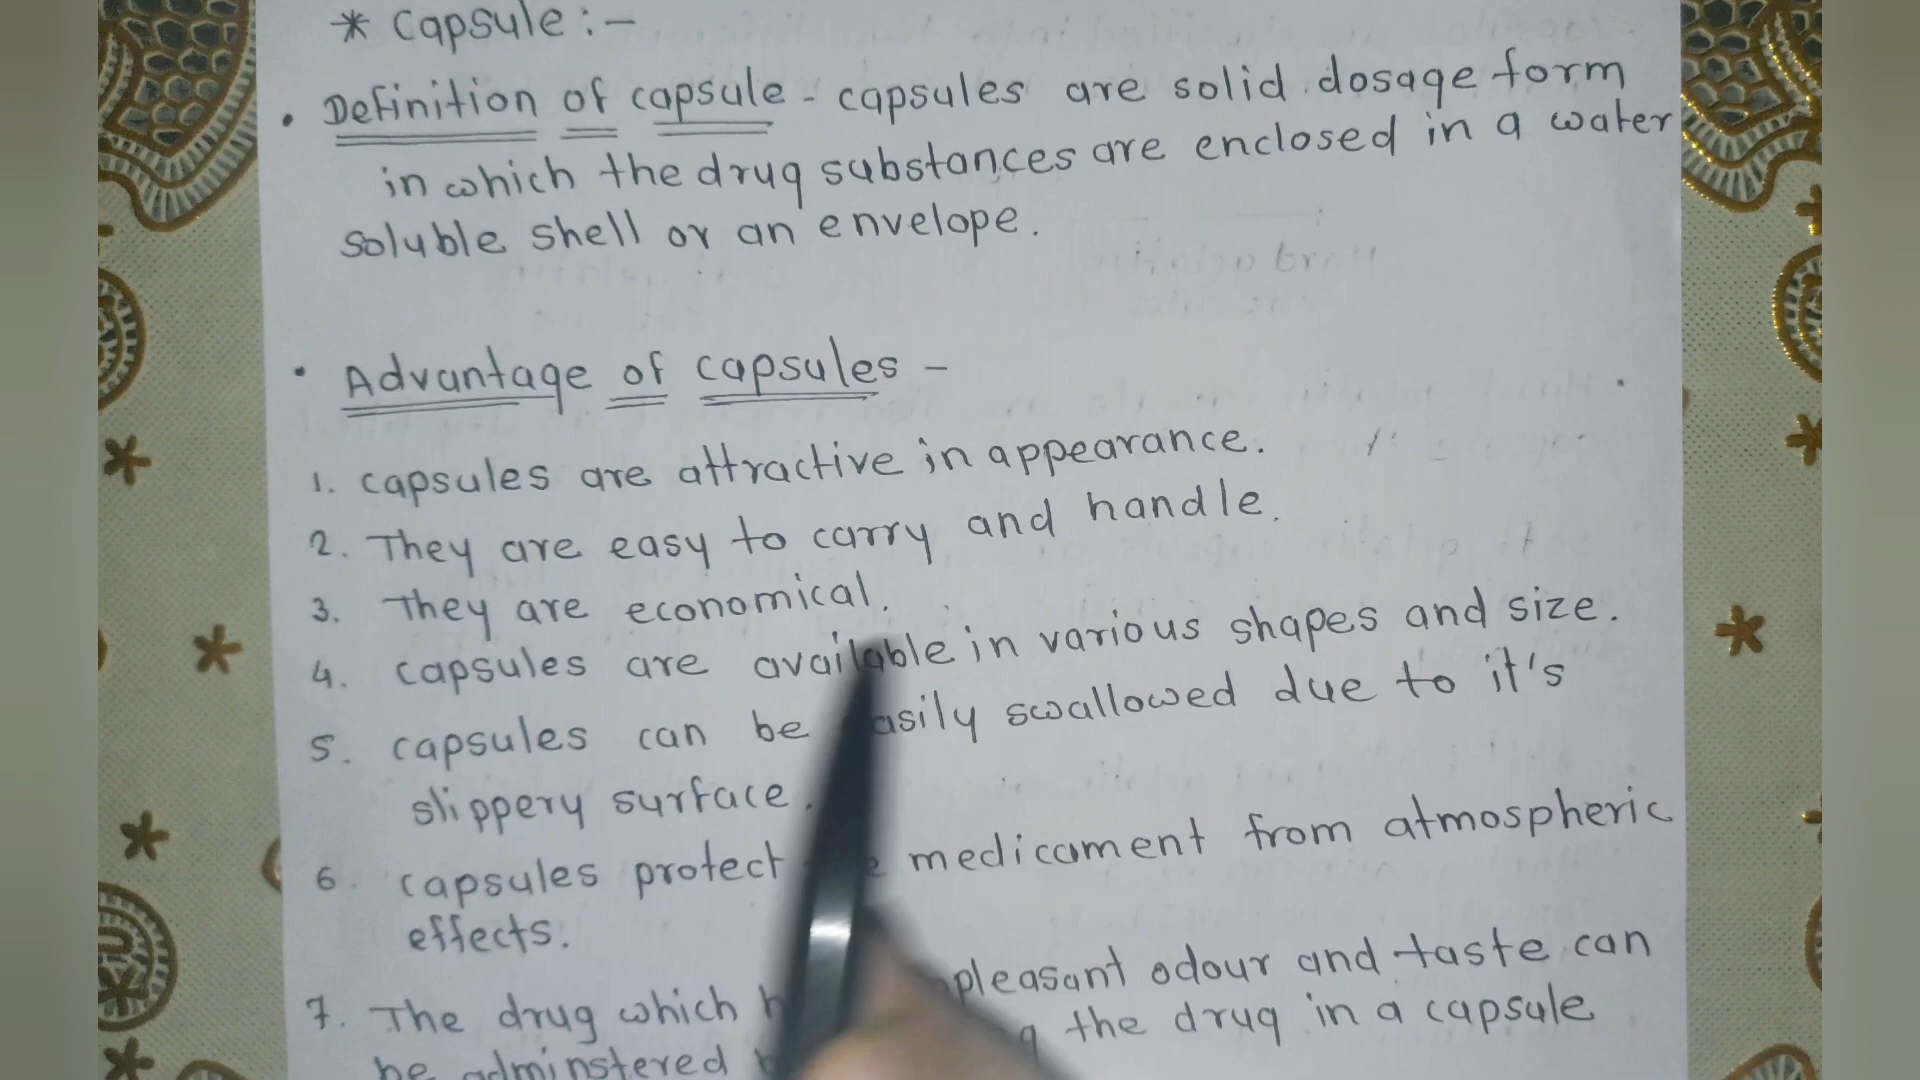 * Capsule :-
• Definition of capsule - capsules are solid dosage form
in which the drug substances are enclosed in a water
soluble shell or an envelope.
• Advantage of capsules -
1. capsules are attractive in appearance.
2. They are easy to carry and handle.
3. They are economical.
4. capsules are available in various shapes and size.
5. capsules can be easily swallowed due to it's
slippery surface.
6. capsules protect medicament from atmospheric
effects.
7. The drug which odour and taste can
be adminstered the drug in a capsule